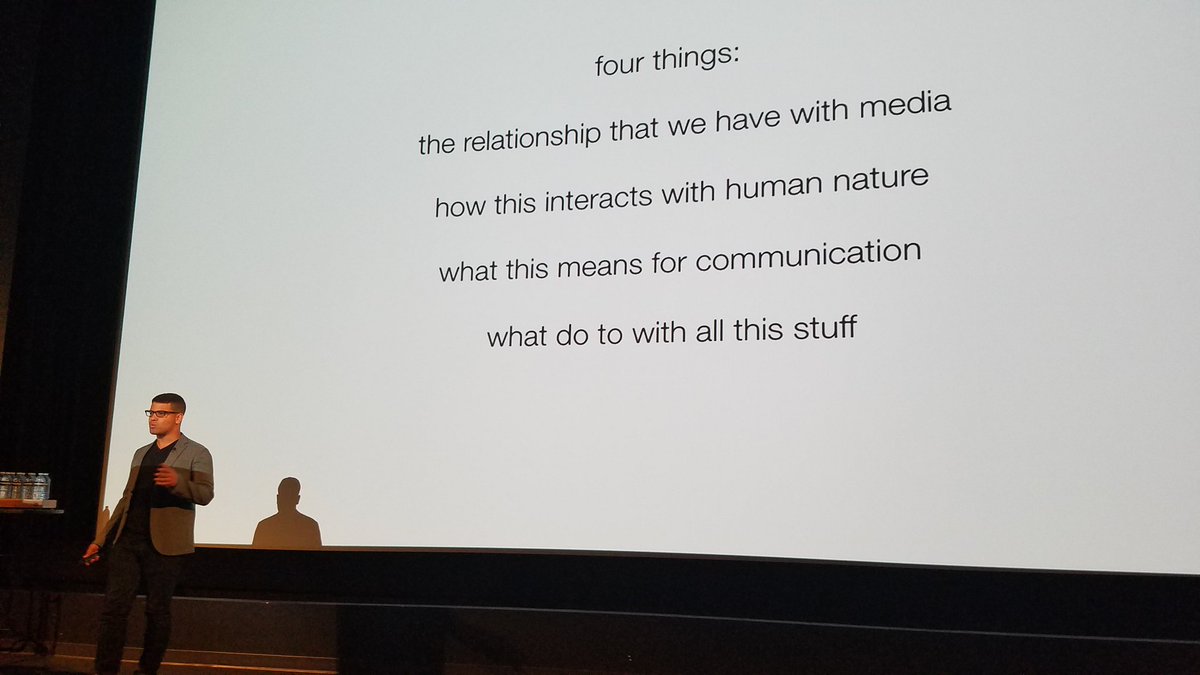 four things:
the relationship that we have with media
how this interacts with human nature
what this means for communication
what do to with all this stuff